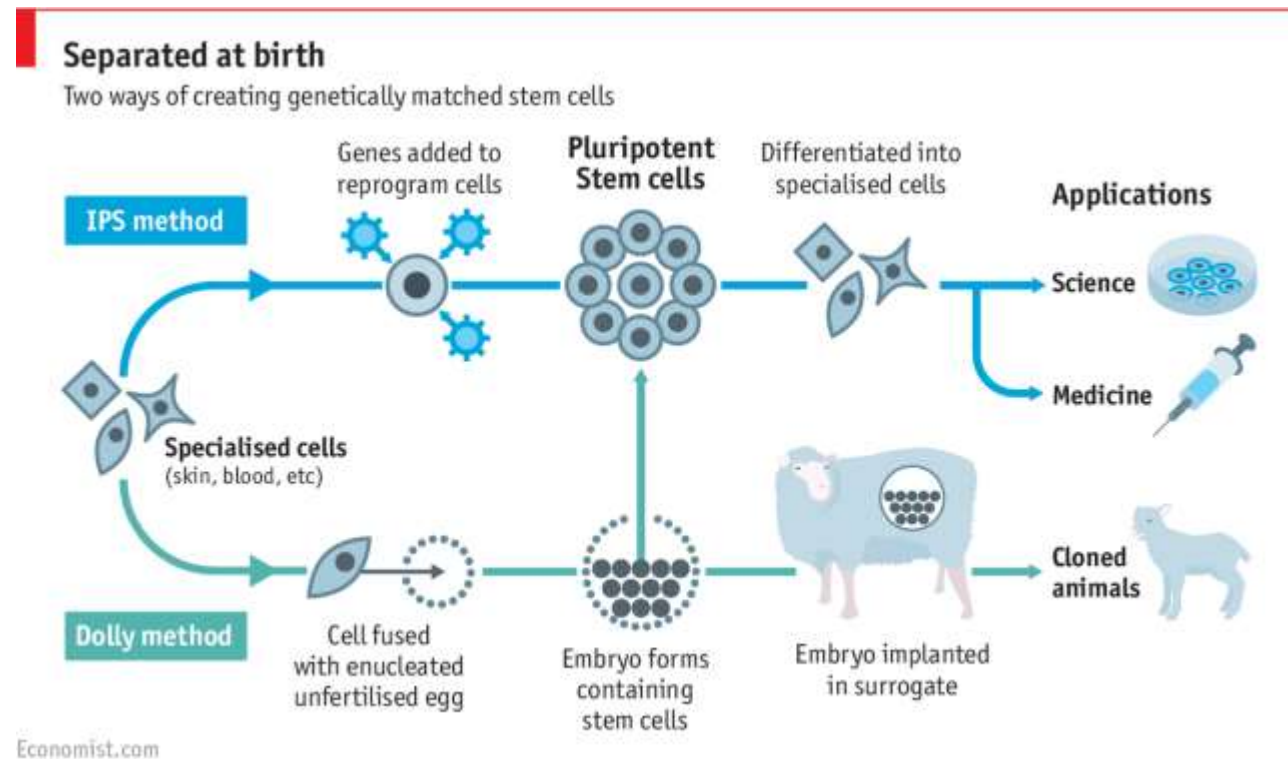 Separated at birth
Two ways of creating genetically matched stem cells
Genes added to
reprogram cells
Pluripotent
Stem cells
Differentiated into
specialised cells
Applications
IPS method
Science
Medicine
Specialised cells
(skin, blood, etc)
Cloned
animals
Dolly method
Cell fused
with enucleated
unfertilised egg
Embryo forms
containing
stem cells
Embryo implanted
in surrogate
Economist.com